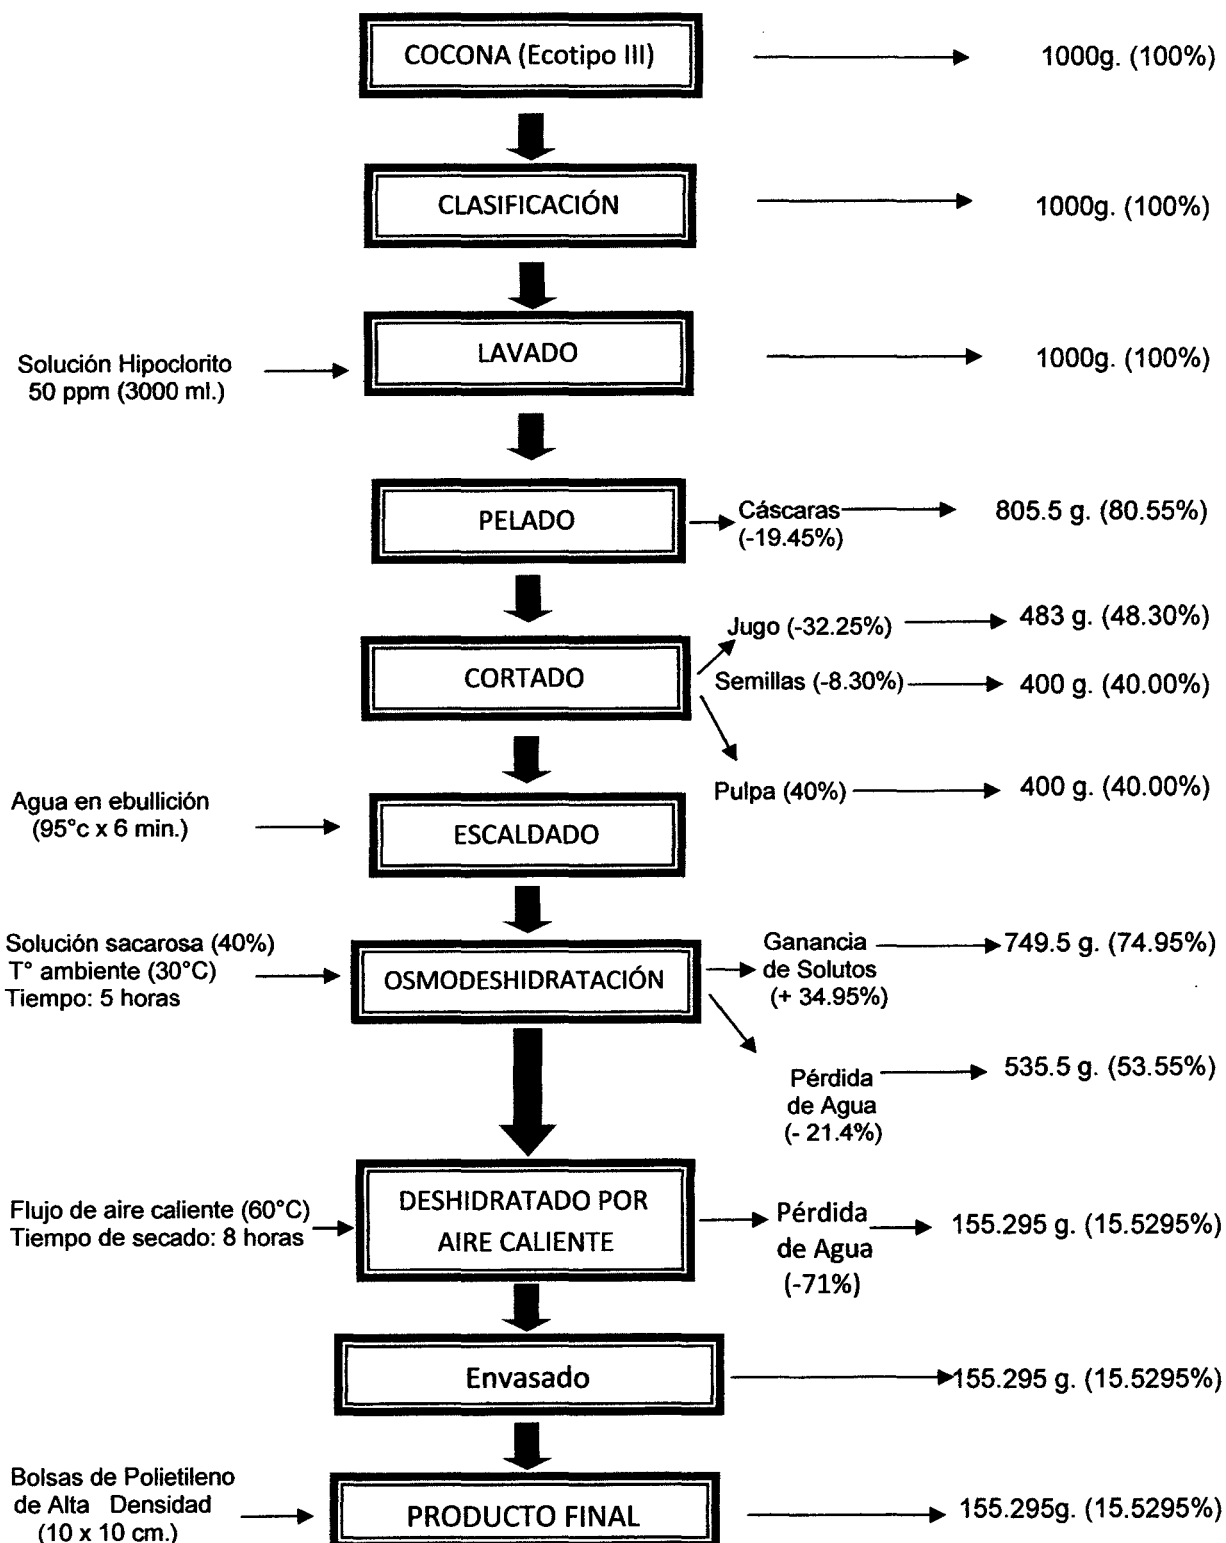 COCONA (Ecotipo III)
1000g. (100%)
CLASIFICACIÓN
1000g. (100%)
Solución Hipoclorito
50 ppm (3000 ml.)
LAVADO
1000g. (100%)
PELADO
Cáscaras
(-19.45%)
805.5 g. (80.55%)
CORTADO
Jugo (-32.25%)
483 g. (48.30%)
Semillas (-8.30%)
400 g. (40.00%)
Pulpa (40%)
400 g. (40.00%)
Agua en ebullición
(95°c x 6 min.)
ESCALDADO
Solución sacarosa (40%)
T° ambiente (30°C)
Tiempo: 5 horas
OSMODESHIDRATACIÓN
Ganancia
de Solutos
(+ 34.95%)
749.5 g. (74.95%)
Pérdida
de Agua
(- 21.4%)
535.5 g. (53.55%)
Flujo de aire caliente (60°C)
Tiempo de secado: 8 horas
DESHIDRATADO POR
AIRE CALIENTE
Pérdida
de Agua
(-71%)
155.295 g. (15.5295%)
Envasado
155.295 g. (15.5295%)
Bolsas de Polietileno
de Alta Densidad
(10 x 10 cm.)
PRODUCTO FINAL
155.295g. (15.5295%)